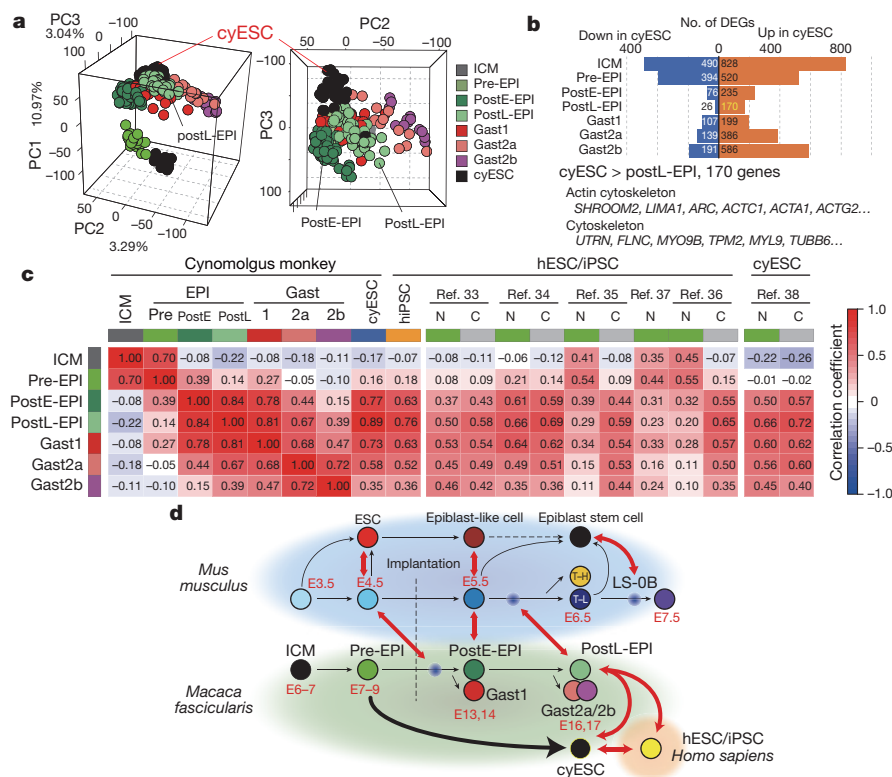 a
PC3
3.04%
−100
0
100
cyESC
PC1
10.97%
50
0
−50
−100
postL-EPI
50
0
−50
−100
PC2
3.29%
PC2
50
0
−50
−100
PC3
−100
0
100
PostE-EPI
PostL-EPI
ICM
Pre-EPI
PostE-EPI
PostL-EPI
Gast1
Gast2a
Gast2b
cyESC
b
No. of DEGs
Down in cyESC
Up in cyESC
400 0 400 800
ICM 490 828
Pre-EPI 394 520
PostE-EPI 76 235
PostL-EPI 26 170
Gast1 107 199
Gast2a 139 386
Gast2b 191 586
cyESC > postL-EPI, 170 genes
Actin cytoskeleton
SHROOM2, LIMA1, ARC, ACTC1, ACTA1, ACTG2...
Cytoskeleton
UTRN, FLNC, MYO9B, TPM2, MYL9, TUBB6...
c
Cynomolgus monkey hESC/iPSC cyESC
ICM EPI Gast cyESC hiPSC Ref. 33 Ref. 34 Ref. 35 Ref. 37 Ref. 36 Ref. 38
Pre PostE PostL 1 2a 2b N C N C N C N N C N C
ICM 1.00 0.70 −0.08 −0.22 −0.08 −0.18 −0.11 −0.17 −0.07 −0.08 −0.11 −0.06 −0.12 0.41 −0.08 0.35 0.45 −0.07 −0.22 −0.26
Pre-EPI 0.70 1.00 0.39 0.14 0.27 −0.05 −0.10 0.16 0.18 0.08 0.09 0.21 0.14 0.54 0.09 0.44 0.55 0.15 −0.01 −0.02
PostE-EPI −0.08 0.39 1.00 0.84 0.78 0.44 0.15 0.77 0.63 0.49 0.37 0.61 0.59 0.42 0.49 0.31 0.32 0.55 0.50 0.57
PostL-EPI −0.22 0.14 0.84 1.00 0.81 0.67 0.39 0.89 0.76 0.58 0.50 0.66 0.69 0.29 0.58 0.20 0.17 0.65 0.66 0.72
Gast1 −0.08 0.27 0.78 0.81 1.00 0.68 0.47 0.73 0.63 0.53 0.54 0.64 0.62 0.34 0.54 0.33 0.28 0.57 0.60 0.62
Gast2a −0.18 −0.05 0.44 0.67 0.68 1.00 0.72 0.58 0.52 0.45 0.49 0.49 0.51 0.15 0.53 0.16 0.11 0.50 0.56 0.60
Gast2b −0.11 −0.10 0.15 0.39 0.47 0.72 1.00 0.35 0.36 0.46 0.42 0.35 0.36 0.11 0.44 0.24 0.10 0.35 0.45 0.40
Correlation coefficient
1.0
0.5
0
−0.5
−1.0
d
ESC Epiblast-like cell Epiblast stem cell
Implantation
Mus
musculus
E3.5 E4.5 E5.5
T–H
T–L
LS-0B
E6.5
E7.5
ICM Pre-EPI PostE-EPI PostL-EPI
Macaca
fascicularis
E6–7 E7–9
Gast1
E13,14
Gast2a/2b
E16,17
cyESC
hESC/iPSC
Homo sapiens